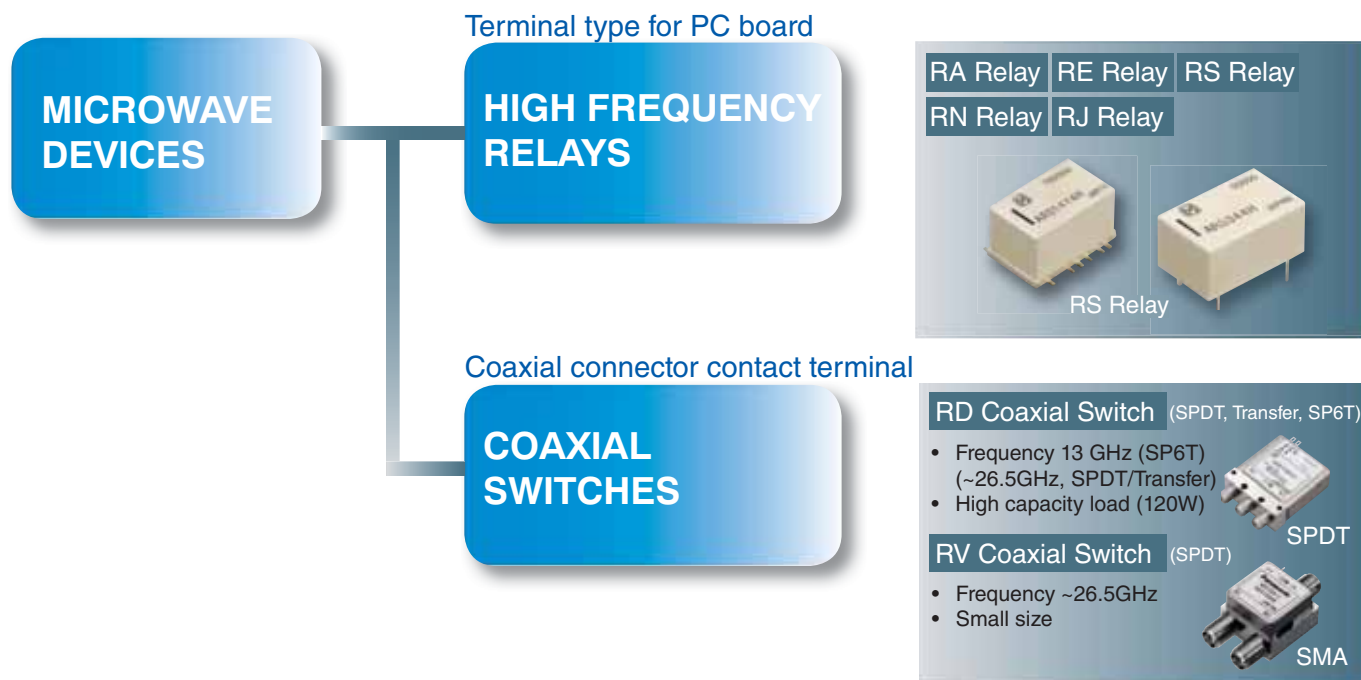 Terminal type for PC board
MICROWAVE
DEVICES
HIGH FREQUENCY
RELAYS
RA Relay RE Relay RS Relay
RN Relay RJ Relay
RS Relay
Coaxial connector contact terminal
COAXIAL
SWITCHES
RD Coaxial Switch (SPDT, Transfer, SP6T)
• Frequency 13 GHz (SP6T)
(~26.5GHz, SPDT/Transfer)
• High capacity load (120W)
SPDT
RV Coaxial Switch (SPDT)
• Frequency ~26.5GHz
• Small size
SMA